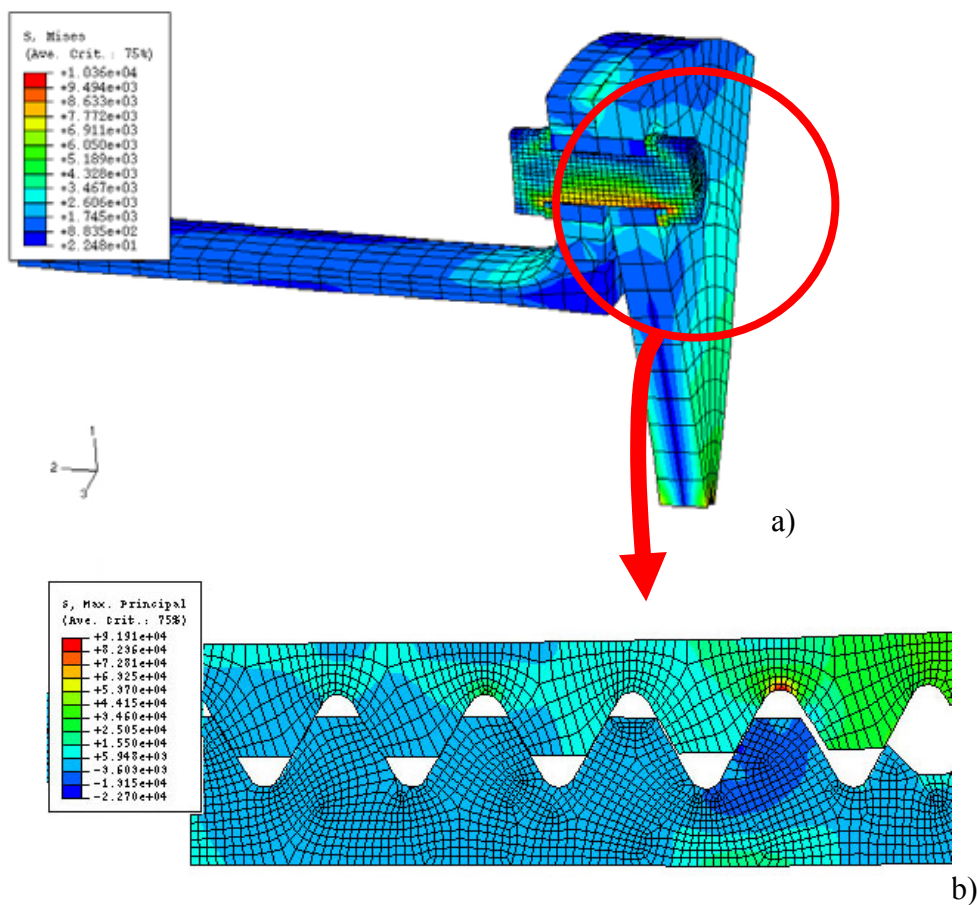 S, Mises
(Ave. Crit.: 75%)
+1.036e+04
+9.494e+03
+8.633e+03
+7.772e+03
+6.911e+03
+6.050e+03
+5.189e+03
+4.328e+03
+3.467e+03
+2.606e+03
+1.745e+03
+8.835e+02
+2.248e+01
1
2
3
a)
S, Max. Principal
(Ave. Crit.: 75%)
+9.191e+04
+8.236e+04
+7.281e+04
+6.325e+04
+5.370e+04
+4.415e+04
+3.460e+04
+2.505e+04
+1.550e+04
+5.948e+03
-3.603e+03
-1.315e+04
-2.270e+04
b)